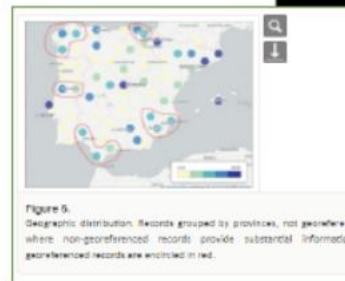 Figure 5.
Geographic distribution. Records grouped by provinces, not georefere
where non-georeferenced records provide substantial informatio
georeferenced records are encircled in red.